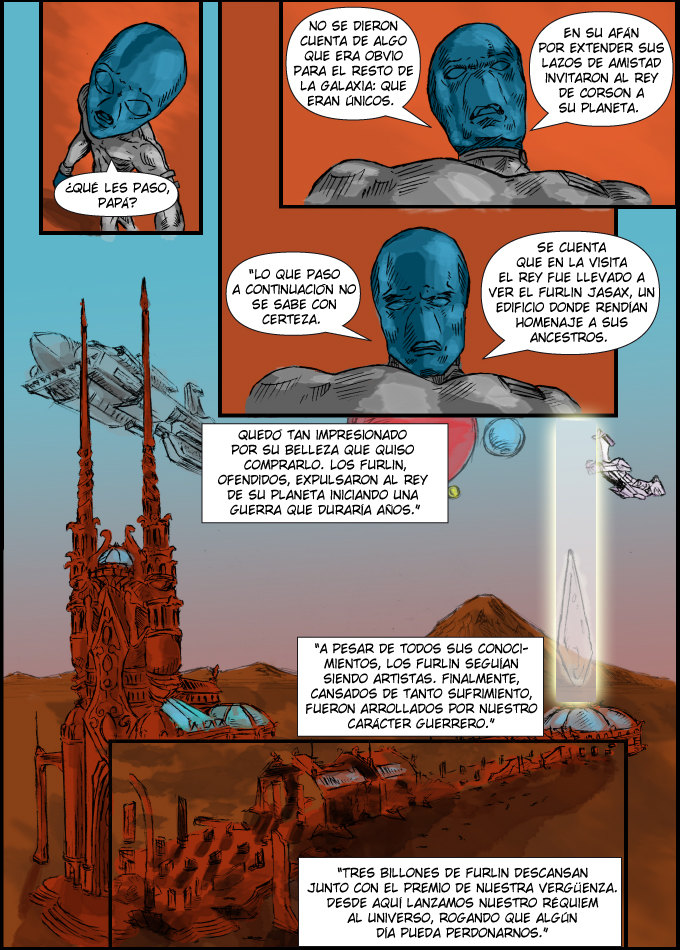 ¿QUÉ LES PASO,
PAPÁ?
NO SE DIERON
CUENTA DE ALGO
QUE ERA OBVIO
PARA EL RESTO DE
LA GALAXIA: QUE
ERAN ÚNICOS.
EN SU AFÁN
POR EXTENDER SUS
LAZOS DE AMISTAD
INVITARON AL REY
DE CORSON A
SU PLANETA.
"LO QUE PASO
A CONTINUACIÓN NO
SE SABE CON
CERTEZA.
SE CUENTA
QUE EN LA VISITA
EL REY FUE LLEVADO A
VER EL FURLIN JASAX, UN
EDIFICIO DONDE RENDÍAN
HOMENAJE A SUS
ANCESTROS.
QUEDÓ TAN IMPRESIONADO
POR SU BELLEZA QUE QUISO
COMPRARLO. LOS FURLIN,
OFENDIDOS, EXPULSARON AL REY
DE SU PLANETA INICIANDO UNA
GUERRA QUE DURARÍA AÑOS."
"A PESAR DE TODOS SUS CONOCI-
MIENTOS, LOS FURLIN SEGUÍAN
SIENDO ARTISTAS. FINALMENTE,
CANSADOS DE TANTO SUFRIMIENTO,
FUERON ARROLLADOS POR NUESTRO
CARÁCTER GUERRERO."
"TRES BILLONES DE FURLIN DESCANSAN
JUNTO CON EL PREMIO DE NUESTRA VERGÜENZA.
DESDE AQUÍ LANZAMOS NUESTRO RÉQUIEM
AL UNIVERSO, ROGANDO QUE ALGÚN
DÍA PUEDA PERDONARNOS."